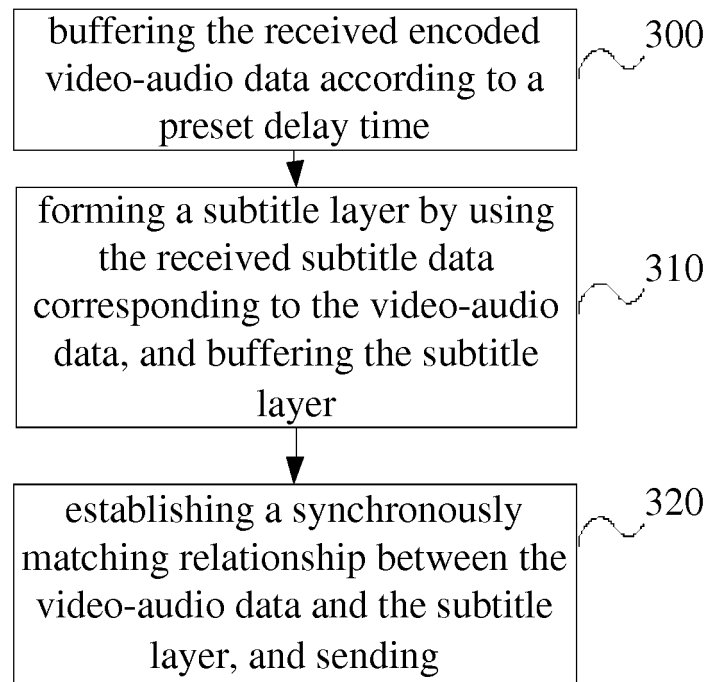 buffering the received encoded
video-audio data according to a
preset delay time
300
forming a subtitle layer by using
the received subtitle data
corresponding to the video-audio
data, and buffering the subtitle
layer
310
establishing a synchronously
matching relationship between the
video-audio data and the subtitle
layer, and sending
320